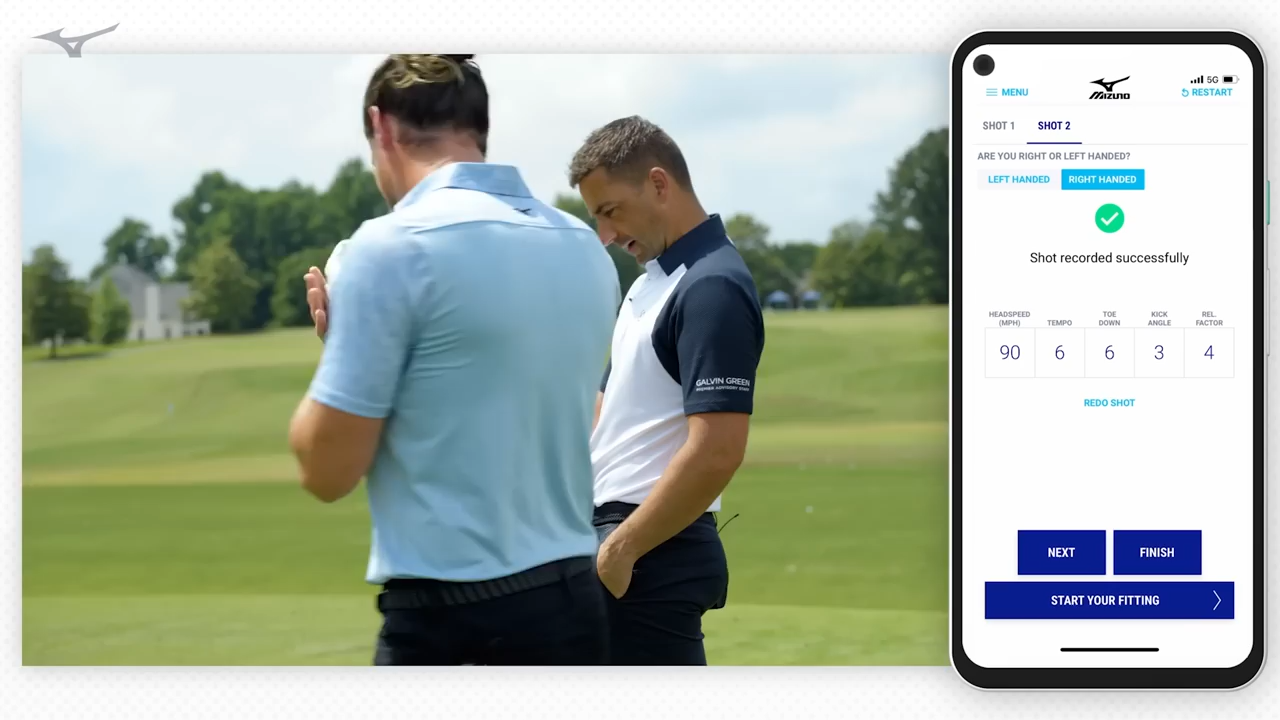 GALVIN GREEN
5G
MENU
MIZUNO
RESTART
SHOT 1
SHOT 2
ARE YOU RIGHT OR LEFT HANDED?
LEFT HANDED
RIGHT HANDED
Shot recorded successfully
HEADSPEED
(MPH)
TEMPO
TOE
DOWN
KICK
ANGLE
REL.
FACTOR
90
6
6
3
4
REDO SHOT
NEXT
FINISH
START YOUR FITTING